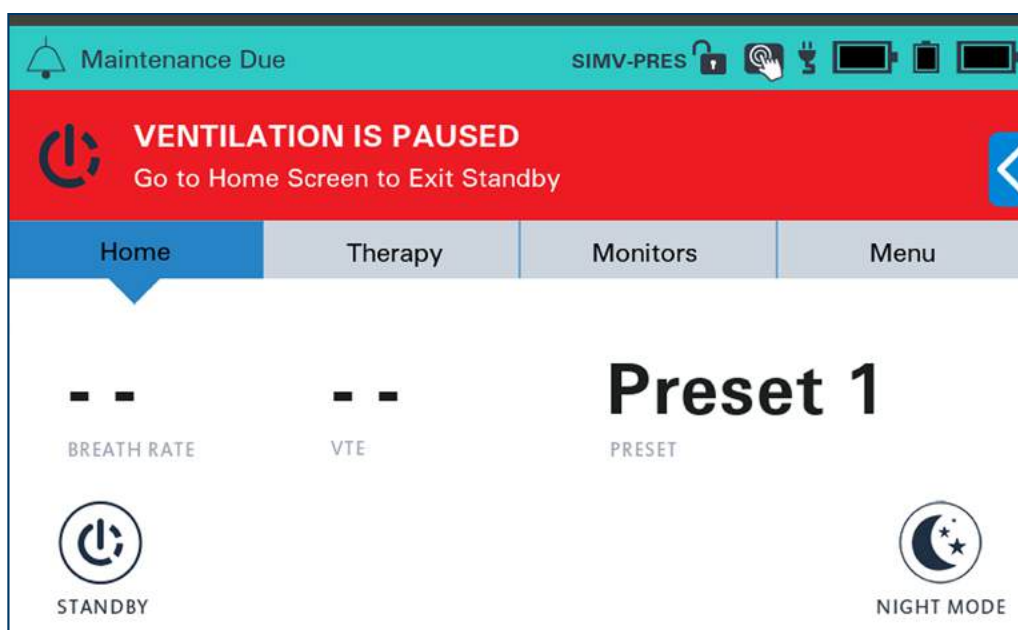 Maintenance Due SIMV-PRES
VENTILATION IS PAUSED
Go to Home Screen to Exit Standby
Home Therapy Monitors Menu
-- -- Preset 1
BREATH RATE VTE PRESET
STANDBY NIGHT MODE